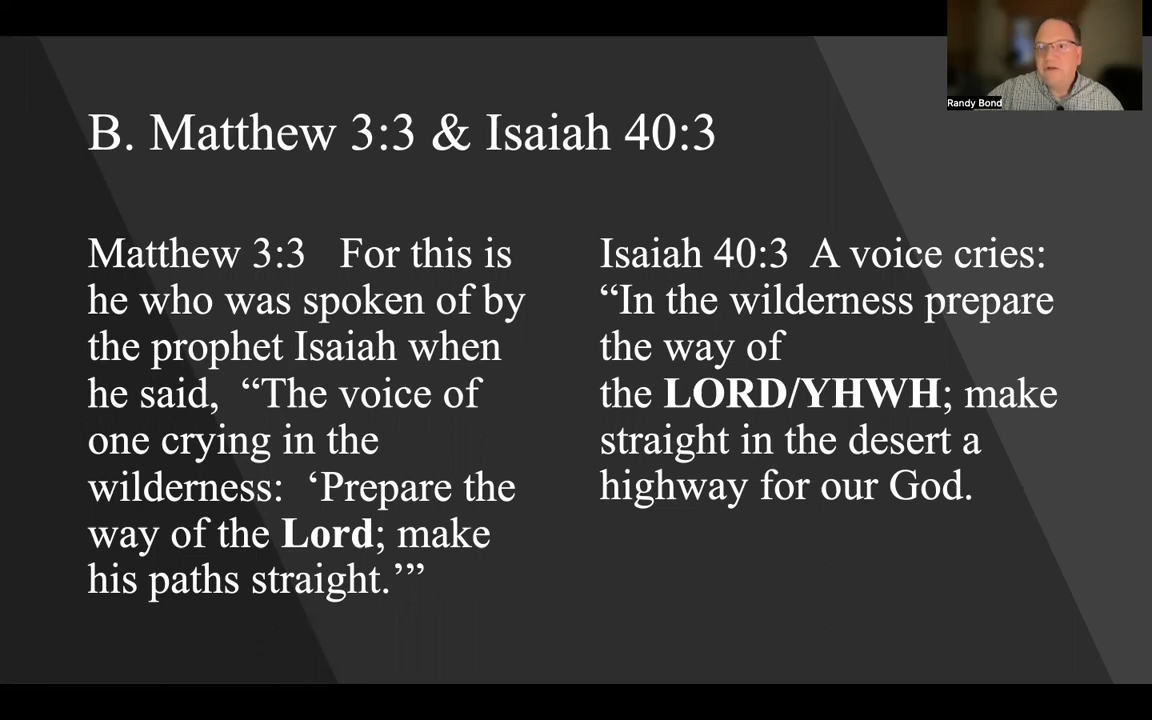 Randy Bond
B. Matthew 3:3 & Isaiah 40:3
Matthew 3:3 For this is
he who was spoken of by
the prophet Isaiah when
he said, “The voice of
one crying in the
wilderness: ‘Prepare the
way of the Lord; make
his paths straight.’”
Isaiah 40:3 A voice cries:
“In the wilderness prepare
the way of
the LORD/YHWH; make
straight in the desert a
highway for our God.